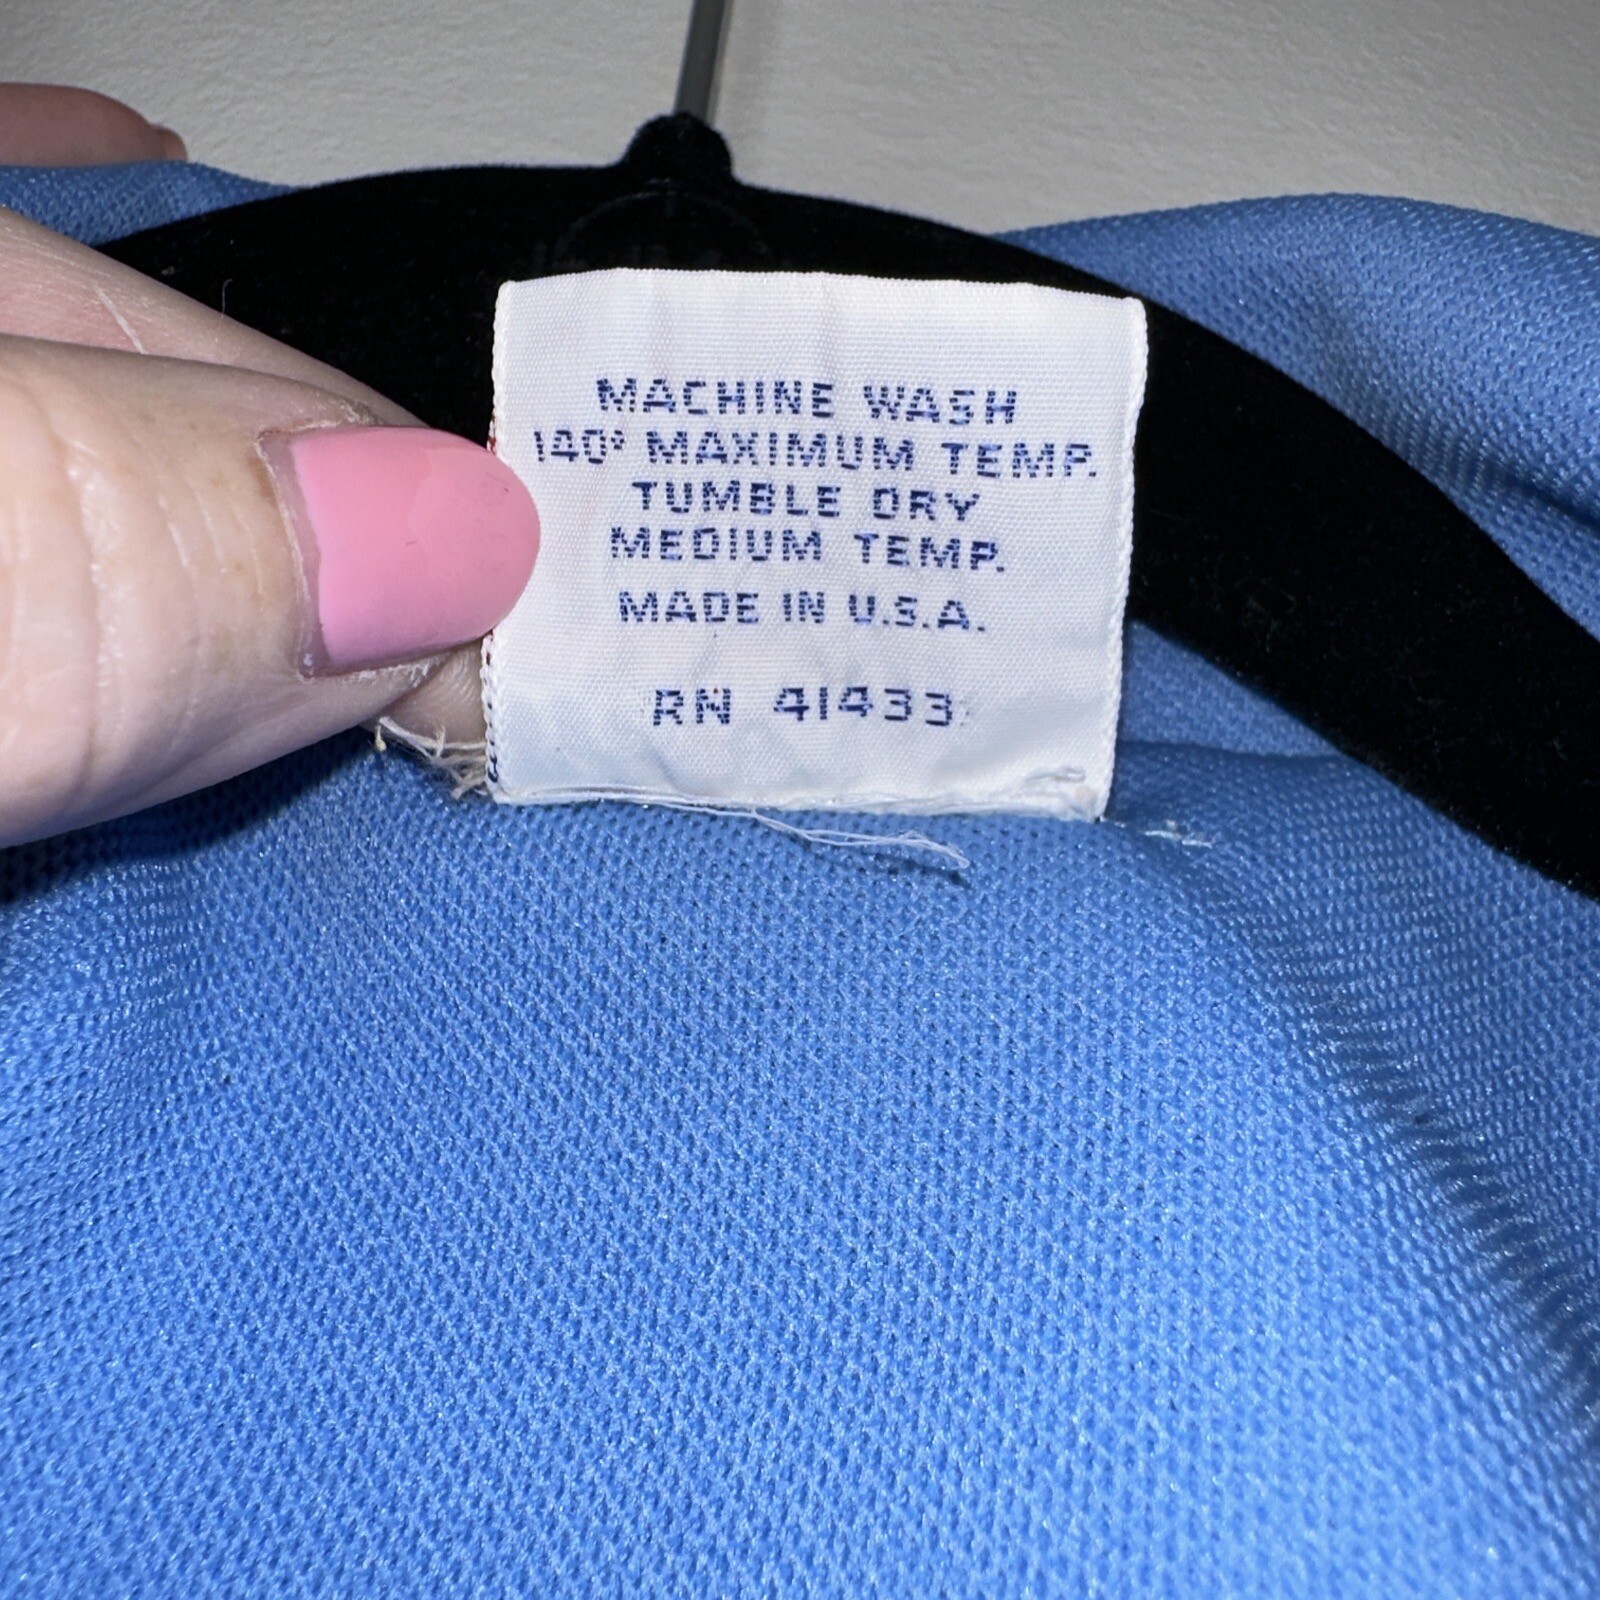 MACHINE WASH
140° MAXIMUM TEMP.
TUMBLE DRY
MEDIUM TEMP.
MADE IN U.S.A.
RN 41433